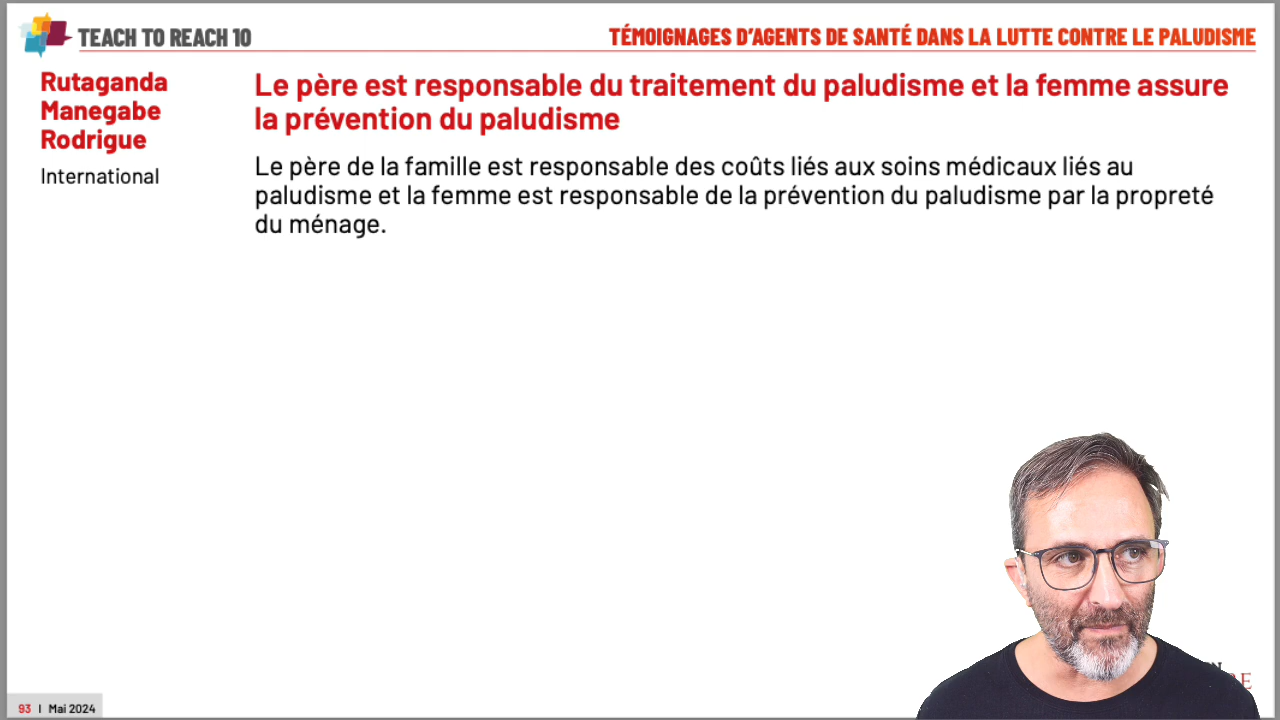 TEACH TO REACH 10
TÉMOIGNAGES D'AGENTS DE SANTÉ DANS LA LUTTE CONTRE LE PALUDISME
Rutaganda
Manegabe
Rodrigue
International
Le père est responsable du traitement du paludisme et la femme assure
la prévention du paludisme
Le père de la famille est responsable des coûts liés aux soins médicaux liés au
paludisme et la femme est responsable de la prévention du paludisme par la propreté
du ménage.
93 | Mai 2024